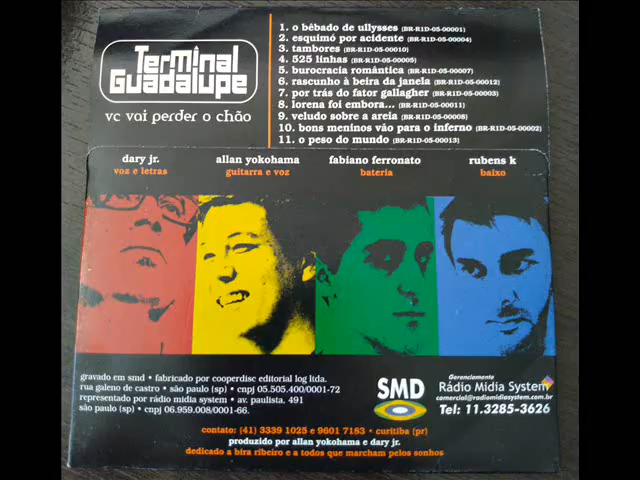 Terminal
Guadalupe
vc vai perder o chão
1. o bêbado de ullysses (BR-R1D-05-00001)
2. esquimó por acidente (BR-R1D-05-00004)
3. tambores (BR-R1D-05-00010)
4. 525 linhas (BR-R1D-05-00005)
5. burocracia romântica (BR-R1D-05-00007)
6. rascunho à beira da janela (BR-R1D-05-00012)
7. por trás do fator gallagher (BR-R1D-05-00003)
8. lorena foi embora... (BR-R1D-05-00011)
9. veludo sobre a areia (BR-R1D-05-00008)
10. bons meninos vão para o inferno (BR-R1D-05-00002)
11. o peso do mundo (BR-R1D-05-00013)
dary jr.
voz e letras
allan yokohama
guitarra e voz
fabiano ferronato
bateria
rubens k
baixo
gravado em smd • fabricado por cooperdisc editorial log ltda.
rua galeno de castro • são paulo (sp) • cnpj 05.505.400/0001-72
representado por rádio midia system • av. paulista, 491
são paulo (sp) • cnpj 06.959.008/0001-66.
SMD
Gerenciamento
Rádio Midia System
comercial@radiomidiasystem.com.br
Tel: 11.3285-3626
contato: (41) 3339 1025 e 9601 7183 • curitiba (pr)
produzido por allan yokohama e dary jr.
dedicado a bira ribeiro e a todos que marcham pelos sonhos